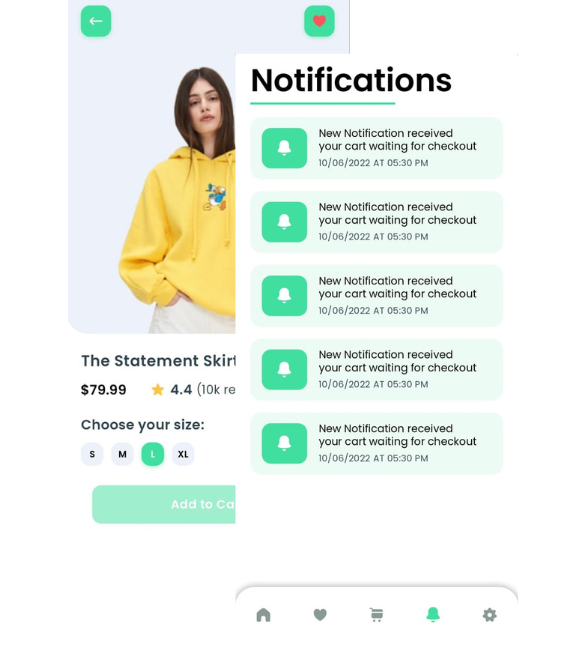 Notifications
New Notification received
your cart waiting for checkout
10/06/2022 AT 05:30 PM
New Notification received
your cart waiting for checkout
10/06/2022 AT 05:30 PM
New Notification received
your cart waiting for checkout
10/06/2022 AT 05:30 PM
New Notification received
your cart waiting for checkout
10/06/2022 AT 05:30 PM
New Notification received
your cart waiting for checkout
10/06/2022 AT 05:30 PM
The Statement Skirt
$79.99
4.4 (10k re
Choose your size:
S M L XL
Add to Ca